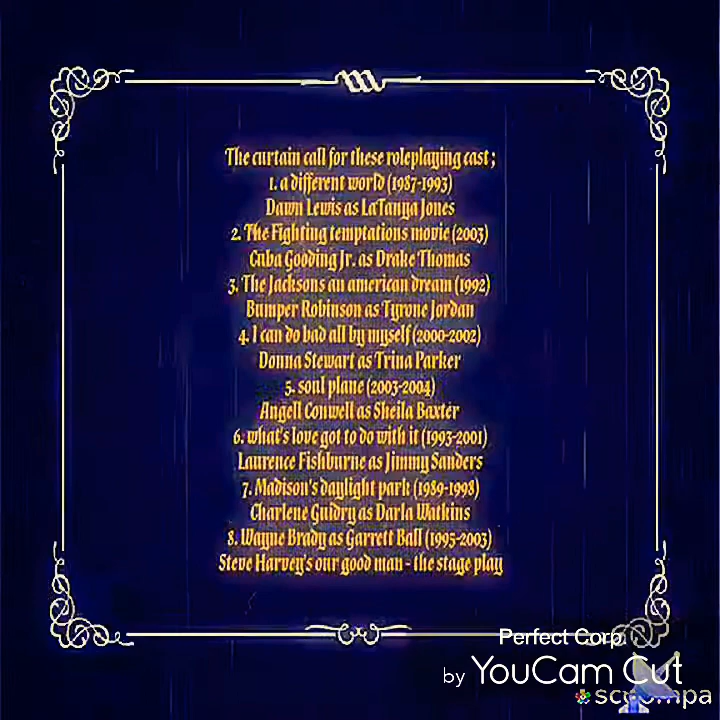 The curtain call for these roleplaying cast ;
1. a different world (1987-1993)
Dawn Lewis as LaTanya Jones
2. The Fighting temptations movie (2003)
Cuba Gooding Jr. as Drake Thomas
3. The Jacksons an american dream (1992)
Bumper Robinson as Tyrone Jordan
4. I can do bad all by myself (2000-2002)
Donna Stewart as Trina Parker
5. soul plane (2003-2004)
Angell Conwell as Sheila Baxter
6. what's love got to do with it (1993-2001)
Laurence Fishburne as Jimmy Sanders
7. Madison's daylight park (1989-1998)
Charlene Guidry as Darla Watkins
8. Wayne Brady as Garrett Ball (1995-2003)
Steve Harvey's our good man - the stage play
Perfect Corp.
by YouCam Cut